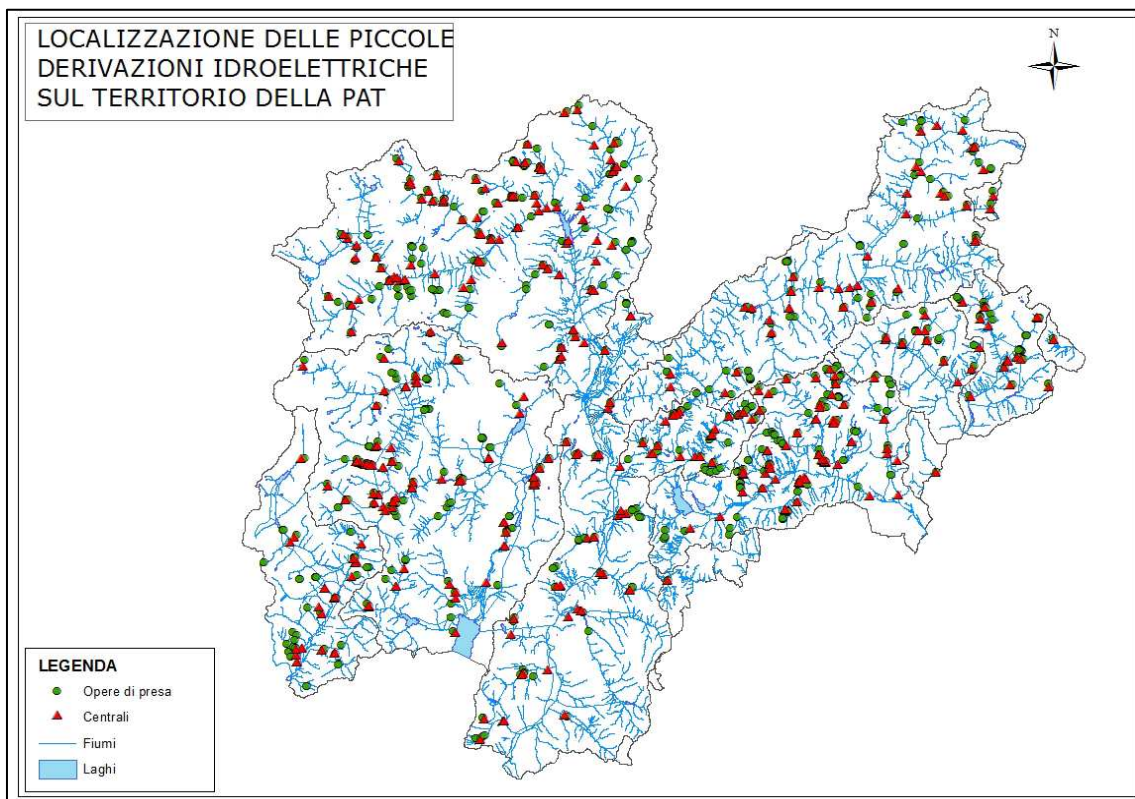 LOCALIZZAZIONE DELLE PICCOLE
DERIVAZIONI IDROELETTRICHE
SUL TERRITORIO DELLA PAT
N
LEGENDA
Opere di presa
Centrali
Fiumi
Laghi